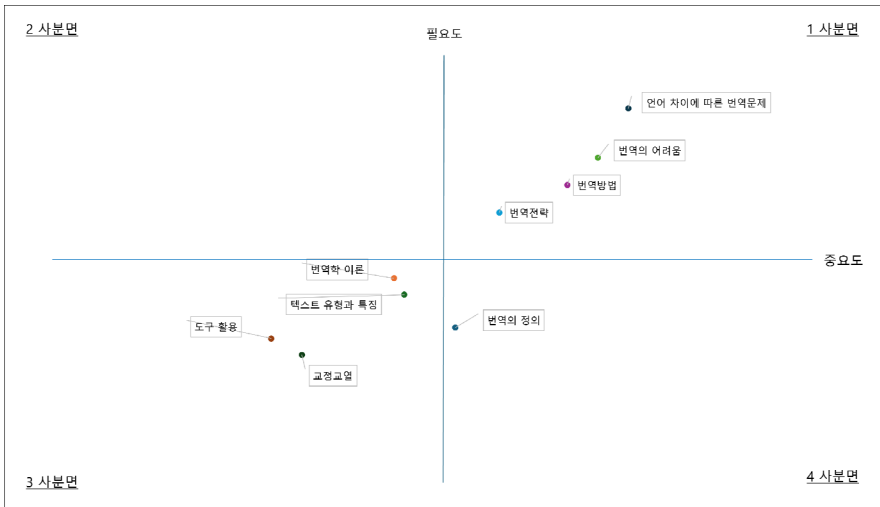 2 사분면
필요도
1 사분면
언어 차이에 따른 번역문제
번역의 어려움
번역방법
번역전략
중요도
번역학 이론
텍스트 유형과 특징
도구 활용
번역의 정의
교정교열
3 사분면
4 사분면